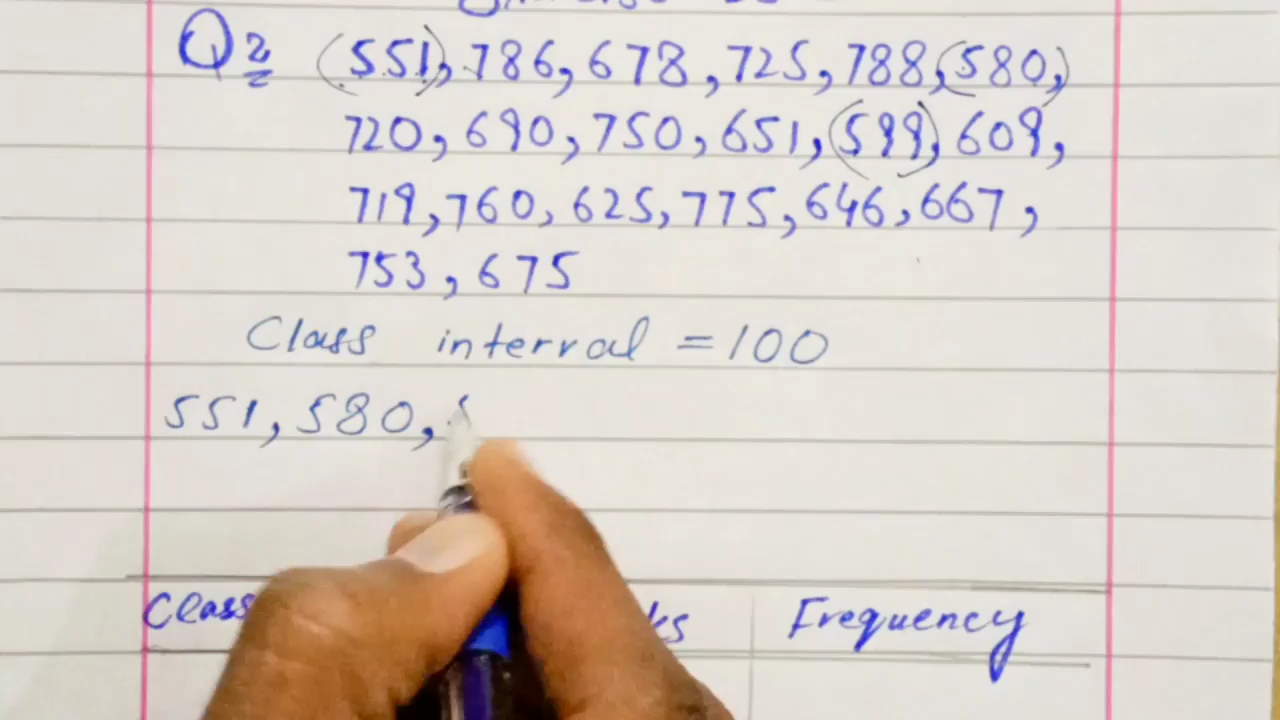 Q2 (551), 786, 678, 725, 788, (580,)
720, 690, 750, 651, (599), 609,
719, 760, 625, 775, 646, 667,
753, 675
Class interval = 100
551, 580,
Class Frequency